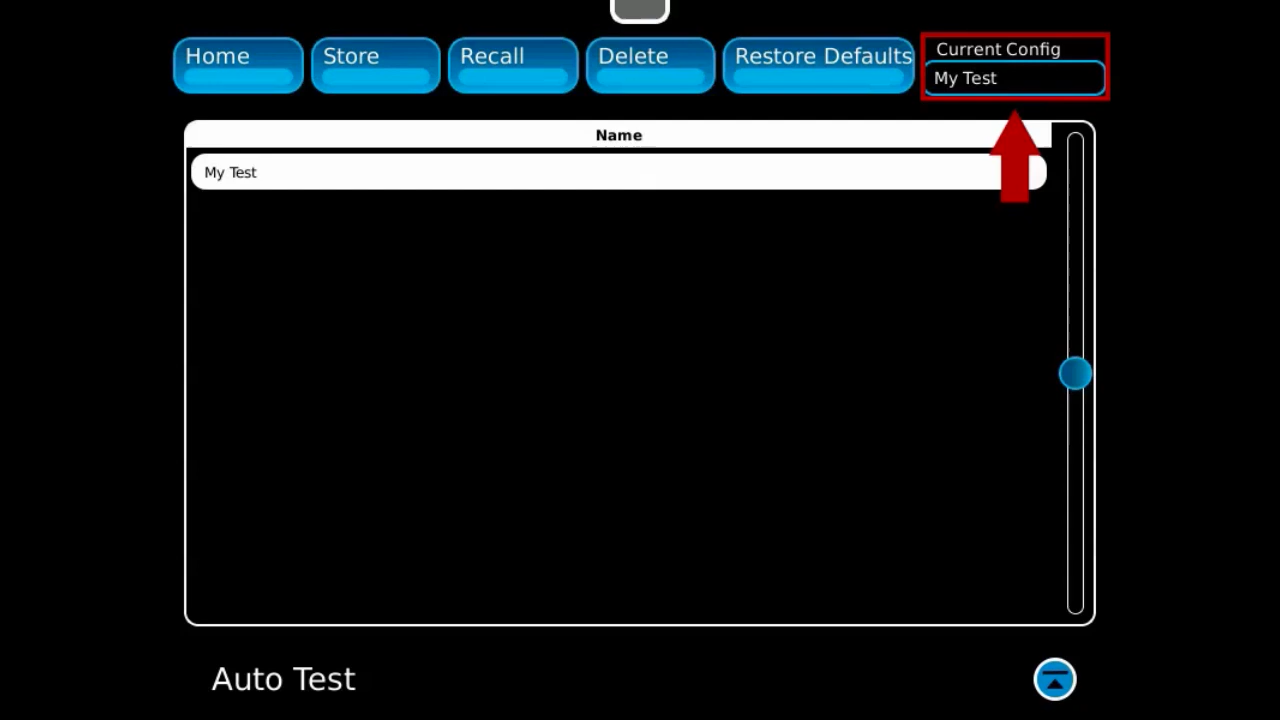 Home
Store
Recall
Delete
Restore Defaults
Current Config
My Test
Name
My Test
Auto Test